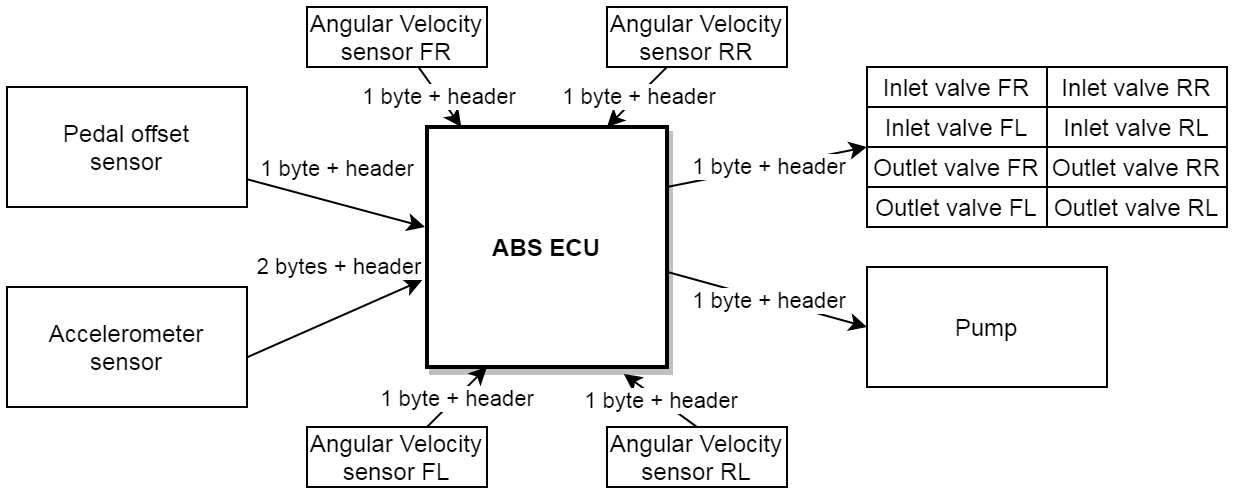 Angular Velocity
sensor FR
Angular Velocity
sensor RR
1 byte + header
1 byte + header
Pedal offset
sensor
1 byte + header
Inlet valve FR
Inlet valve RR
Inlet valve FL
Inlet valve RL
Outlet valve FR
Outlet valve RR
Outlet valve FL
Outlet valve RL
1 byte + header
ABS ECU
2 bytes + header
Accelerometer
sensor
1 byte + header
Pump
1 byte + header
1 byte + header
Angular Velocity
sensor FL
Angular Velocity
sensor RL